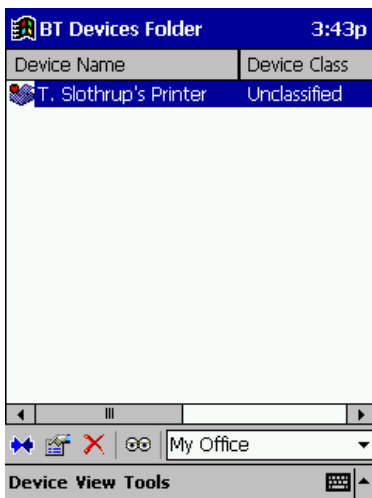 BT Devices Folder 3:43p
Device Name Device Class
T. Slothrup's Printer Unclassified
My Office
Device View Tools